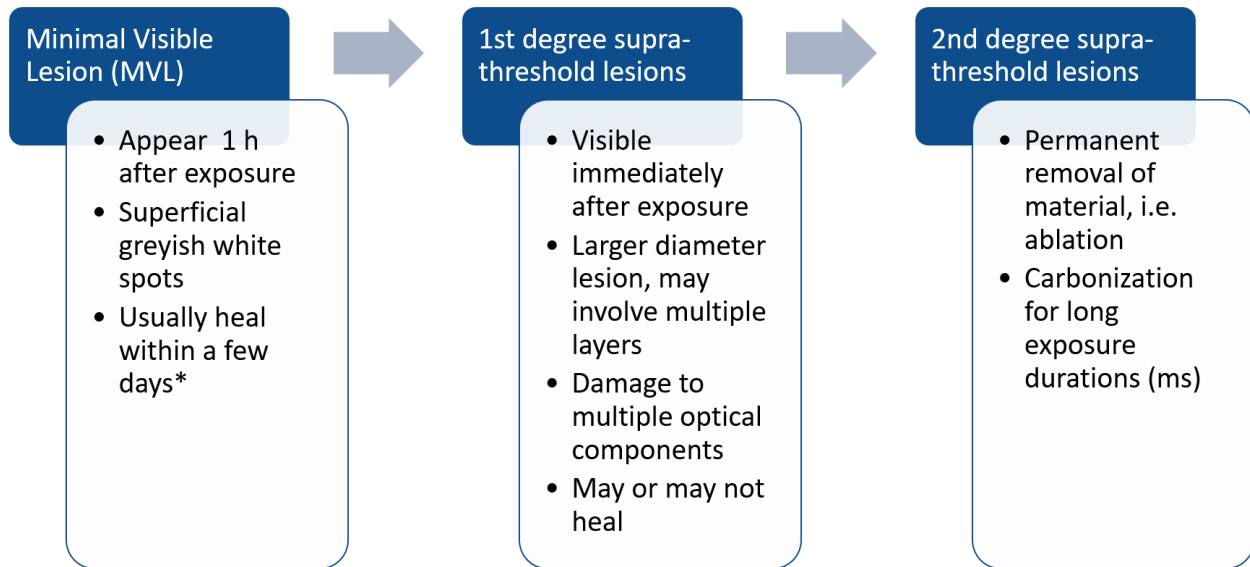 Minimal Visible
Lesion (MVL)
• Appear  1 h
after exposure
• Superficial
greyish white
spots
• Usually heal
within a few
days*
1st degree supra-
threshold lesions
• Visible
immediately
after exposure
• Larger diameter
lesion, may
involve multiple
layers
• Damage to
multiple optical
components
• May or may not
heal
2nd degree supra-
threshold lesions
• Permanent
removal of
material, i.e.
ablation
• Carbonization
for long
exposure
durations (ms)